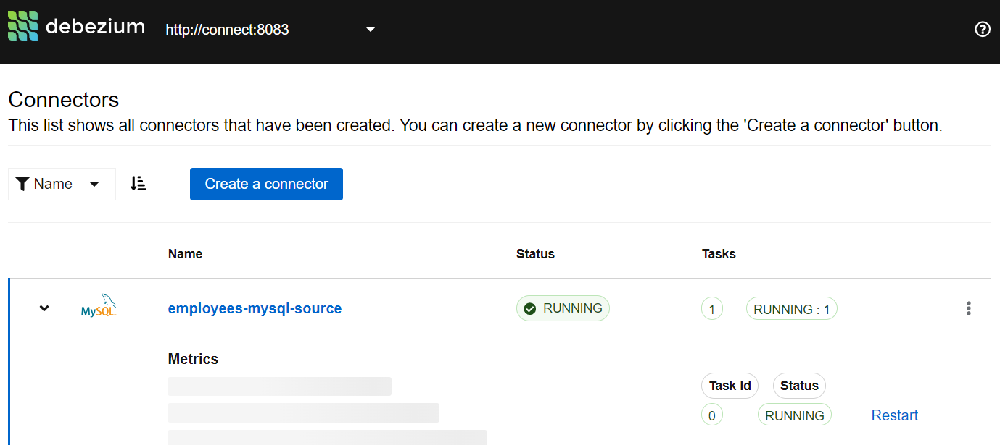 debezium http://connect:8083
Connectors
This list shows all connectors that have been created. You can create a new connector by clicking the 'Create a connector' button.
Name Create a connector
Name Status Tasks
MySQL employees-mysql-source RUNNING 1 RUNNING : 1
Metrics
Task Id Status
0 RUNNING Restart